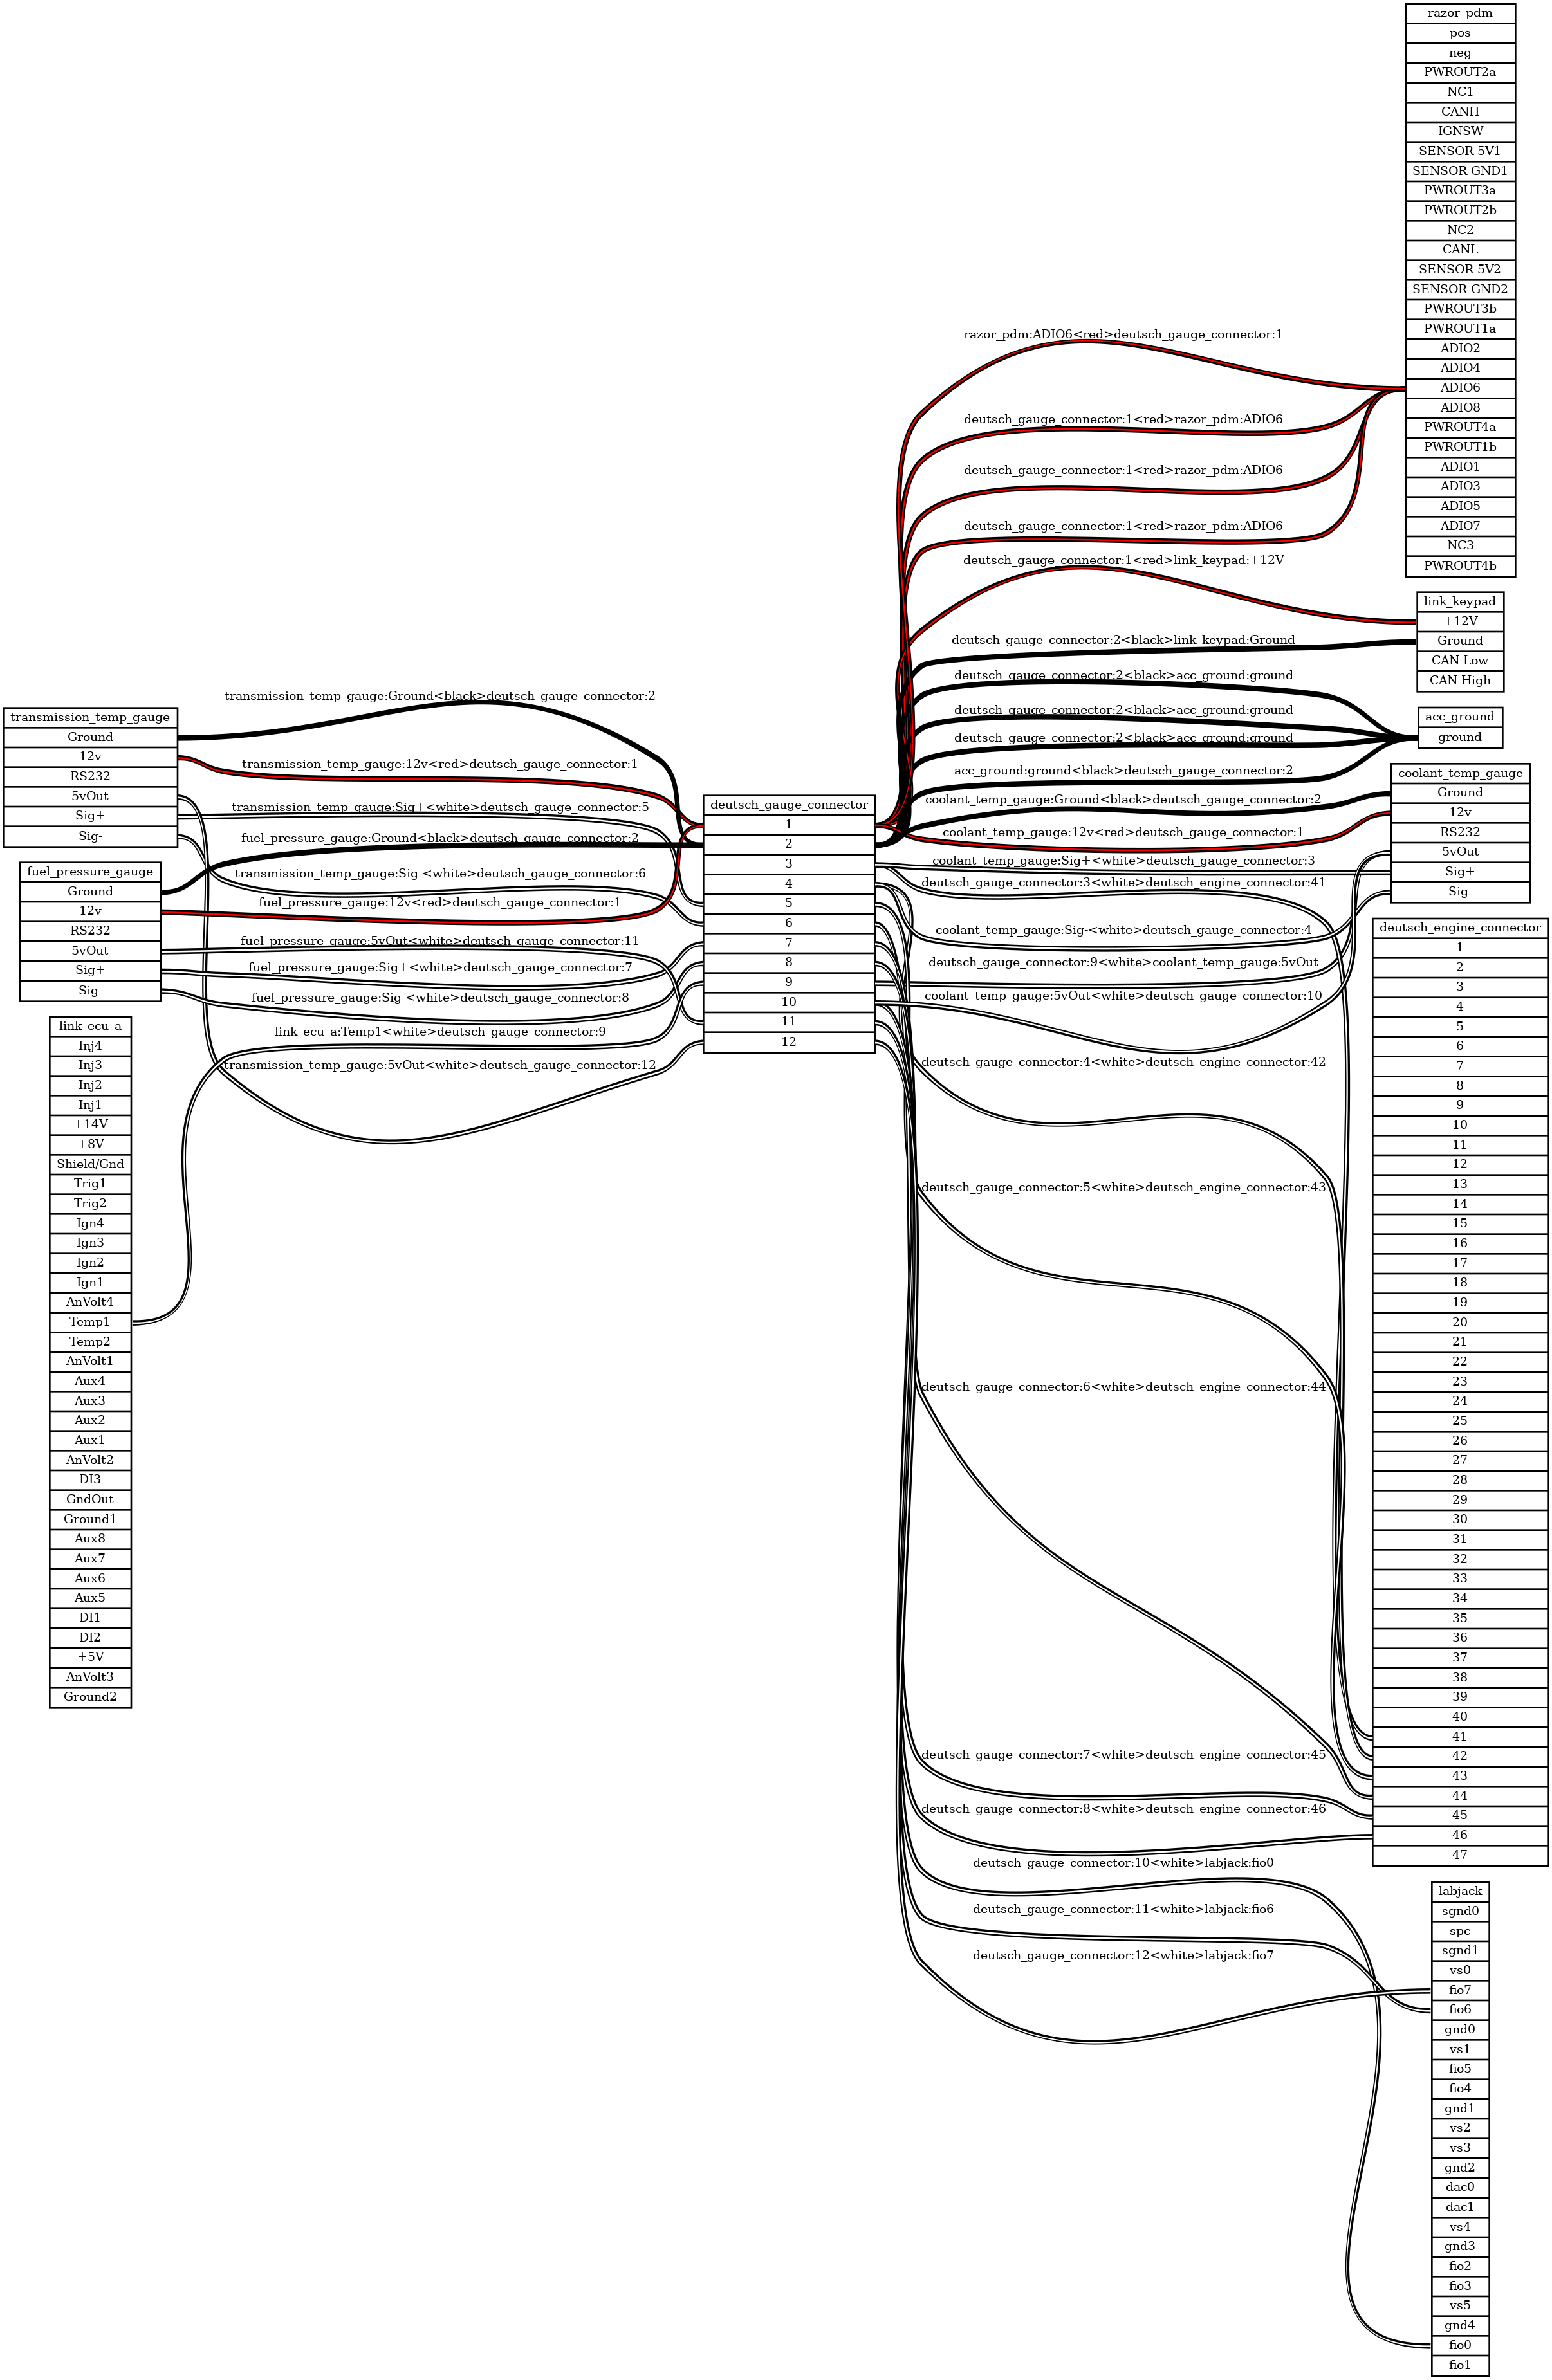 transmission_temp_gauge
Ground
12v
RS232
5vOut
Sig+
Sig-
fuel_pressure_gauge
Ground
12v
RS232
5vOut
Sig+
Sig-
link_ecu_a
Inj4
Inj3
Inj2
Inj1
+14V
+8V
Shield/Gnd
Trig1
Trig2
Ign4
Ign3
Ign2
Ign1
AnVolt4
Temp1
Temp2
AnVolt1
Aux4
Aux3
Aux2
Aux1
AnVolt2
DI3
GndOut
Ground1
Aux8
Aux7
Aux6
Aux5
DI1
DI2
+5V
AnVolt3
Ground2
transmission_temp_gauge:Ground<black>deutsch_gauge_connector:2
transmission_temp_gauge:12v<red>deutsch_gauge_connector:1
transmission_temp_gauge:Sig+<white>deutsch_gauge_connector:5
fuel_pressure_gauge:Ground<black>deutsch_gauge_connector:2
transmission_temp_gauge:Sig-<white>deutsch_gauge_connector:6
fuel_pressure_gauge:12v<red>deutsch_gauge_connector:1
fuel_pressure_gauge:5vOut<white>deutsch_gauge_connector:11
fuel_pressure_gauge:Sig+<white>deutsch_gauge_connector:7
fuel_pressure_gauge:Sig-<white>deutsch_gauge_connector:8
link_ecu_a:Temp1<white>deutsch_gauge_connector:9
transmission_temp_gauge:5vOut<white>deutsch_gauge_connector:12
deutsch_gauge_connector
1
2
3
4
5
6
7
8
9
10
11
12
razor_pdm:ADIO6<red>deutsch_gauge_connector:1
deutsch_gauge_connector:1<red>razor_pdm:ADIO6
deutsch_gauge_connector:1<red>razor_pdm:ADIO6
deutsch_gauge_connector:1<red>razor_pdm:ADIO6
deutsch_gauge_connector:1<red>link_keypad:+12V
deutsch_gauge_connector:2<black>link_keypad:Ground
deutsch_gauge_connector:2<black>acc_ground:ground
deutsch_gauge_connector:2<black>acc_ground:ground
deutsch_gauge_connector:2<black>acc_ground:ground
acc_ground:ground<black>deutsch_gauge_connector:2
coolant_temp_gauge:Ground<black>deutsch_gauge_connector:2
coolant_temp_gauge:12v<red>deutsch_gauge_connector:1
coolant_temp_gauge:Sig+<white>deutsch_gauge_connector:3
deutsch_gauge_connector:3<white>deutsch_engine_connector:41
coolant_temp_gauge:Sig-<white>deutsch_gauge_connector:4
deutsch_gauge_connector:9<white>coolant_temp_gauge:5vOut
coolant_temp_gauge:5vOut<white>deutsch_gauge_connector:10
deutsch_gauge_connector:4<white>deutsch_engine_connector:42
deutsch_gauge_connector:5<white>deutsch_engine_connector:43
deutsch_gauge_connector:6<white>deutsch_engine_connector:44
deutsch_gauge_connector:7<white>deutsch_engine_connector:45
deutsch_gauge_connector:8<white>deutsch_engine_connector:46
deutsch_gauge_connector:10<white>labjack:fio0
deutsch_gauge_connector:11<white>labjack:fio6
deutsch_gauge_connector:12<white>labjack:fio7
razor_pdm
pos
neg
PWROUT2a
NC1
CANH
IGNSW
SENSOR 5V1
SENSOR GND1
PWROUT3a
PWROUT2b
NC2
CANL
SENSOR 5V2
SENSOR GND2
PWROUT3b
PWROUT1a
ADIO2
ADIO4
ADIO6
ADIO8
PWROUT4a
PWROUT1b
ADIO1
ADIO3
ADIO5
ADIO7
NC3
PWROUT4b
link_keypad
+12V
Ground
CAN Low
CAN High
acc_ground
ground
coolant_temp_gauge
Ground
12v
RS232
5vOut
Sig+
Sig-
deutsch_engine_connector
1
2
3
4
5
6
7
8
9
10
11
12
13
14
15
16
17
18
19
20
21
22
23
24
25
26
27
28
29
30
31
32
33
34
35
36
37
38
39
40
41
42
43
44
45
46
47
labjack
sgnd0
spc
sgnd1
vs0
fio7
fio6
gnd0
vs1
fio5
fio4
gnd1
vs2
vs3
gnd2
dac0
dac1
vs4
gnd3
fio2
fio3
vs5
gnd4
fio0
fio1